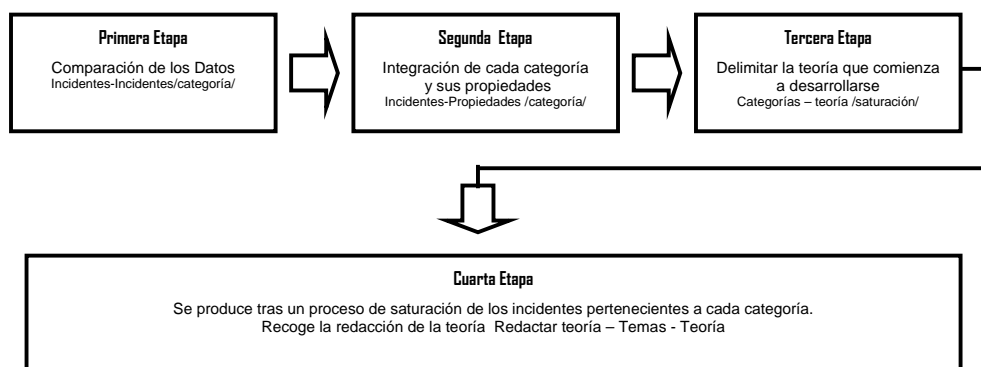 Primera Etapa
Comparación de los Datos
Incidentes-Incidentes/categoría/
Segunda Etapa
Integración de cada categoría
y sus propiedades
Incidentes-Propiedades /categoría/
Tercera Etapa
Delimitar la teoría que comienza
a desarrollarse
Categorías – teoría /saturación/
Cuarta Etapa
Se produce tras un proceso de saturación de los incidentes pertenecientes a cada categoría.
Recoge la redacción de la teoría Redactar teoría – Temas - Teoría